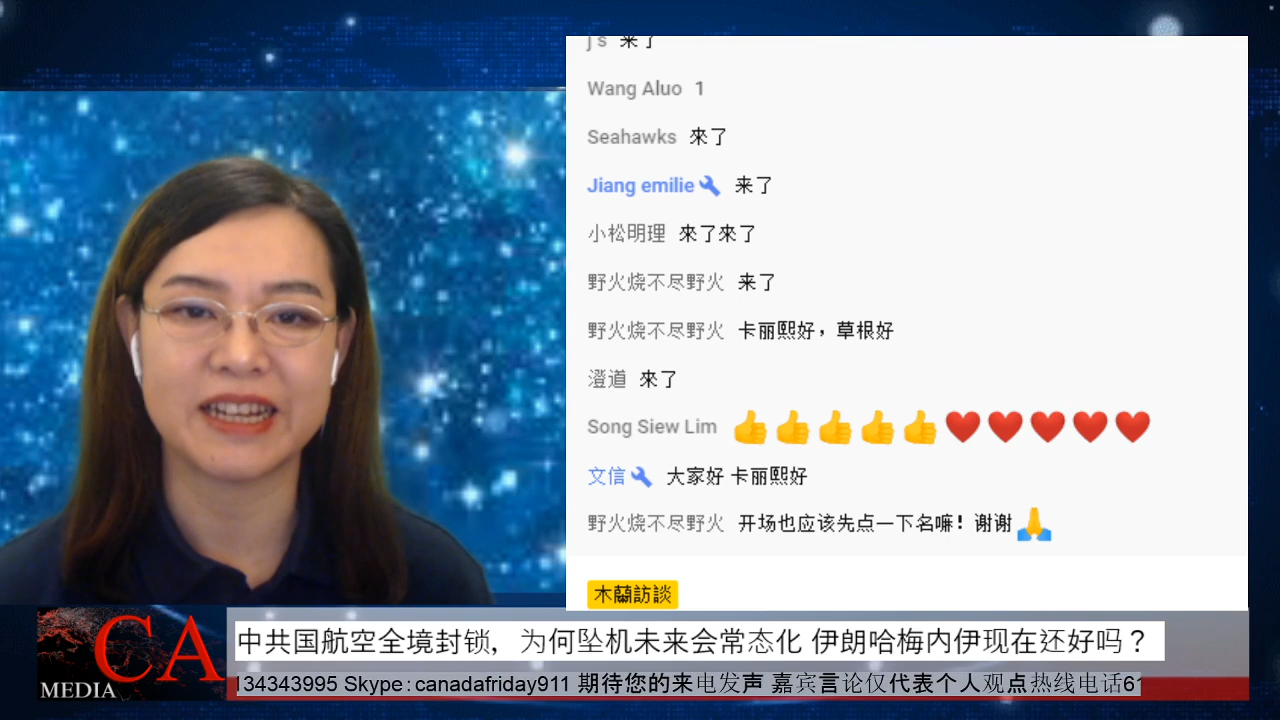 j s 来了
Wang Aluo 1
Seahawks 來了
Jiang emilie 来了
小松明理 來了來了
野火烧不尽野火 来了
野火烧不尽野火 卡丽熙好，草根好
澄道 來了
Song Siew Lim 👍👍👍👍👍❤️❤️❤️❤️❤️
文信 大家好 卡丽熙好
野火烧不尽野火 开场也应该先点一下名嘛！谢谢🙏
木蘭訪談
CA
MEDIA
中共国航空全境封锁，为何坠机未来会常态化 伊朗哈梅内伊现在还好吗？
134343995 Skype:canadafriday911 期待您的来电发声 嘉宾言论仅代表个人观点热线电话6